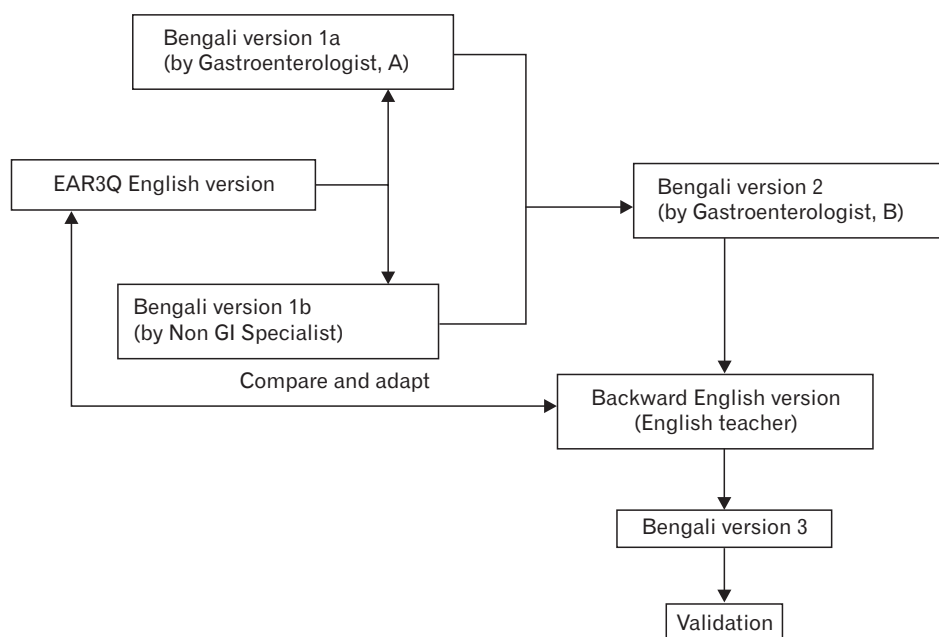 Bengali version 1a
(by Gastroenterologist, A)
EAR3Q English version
Bengali version 2
(by Gastroenterologist, B)
Bengali version 1b
(by Non GI Specialist)
Compare and adapt
Backward English version
(English teacher)
Bengali version 3
Validation